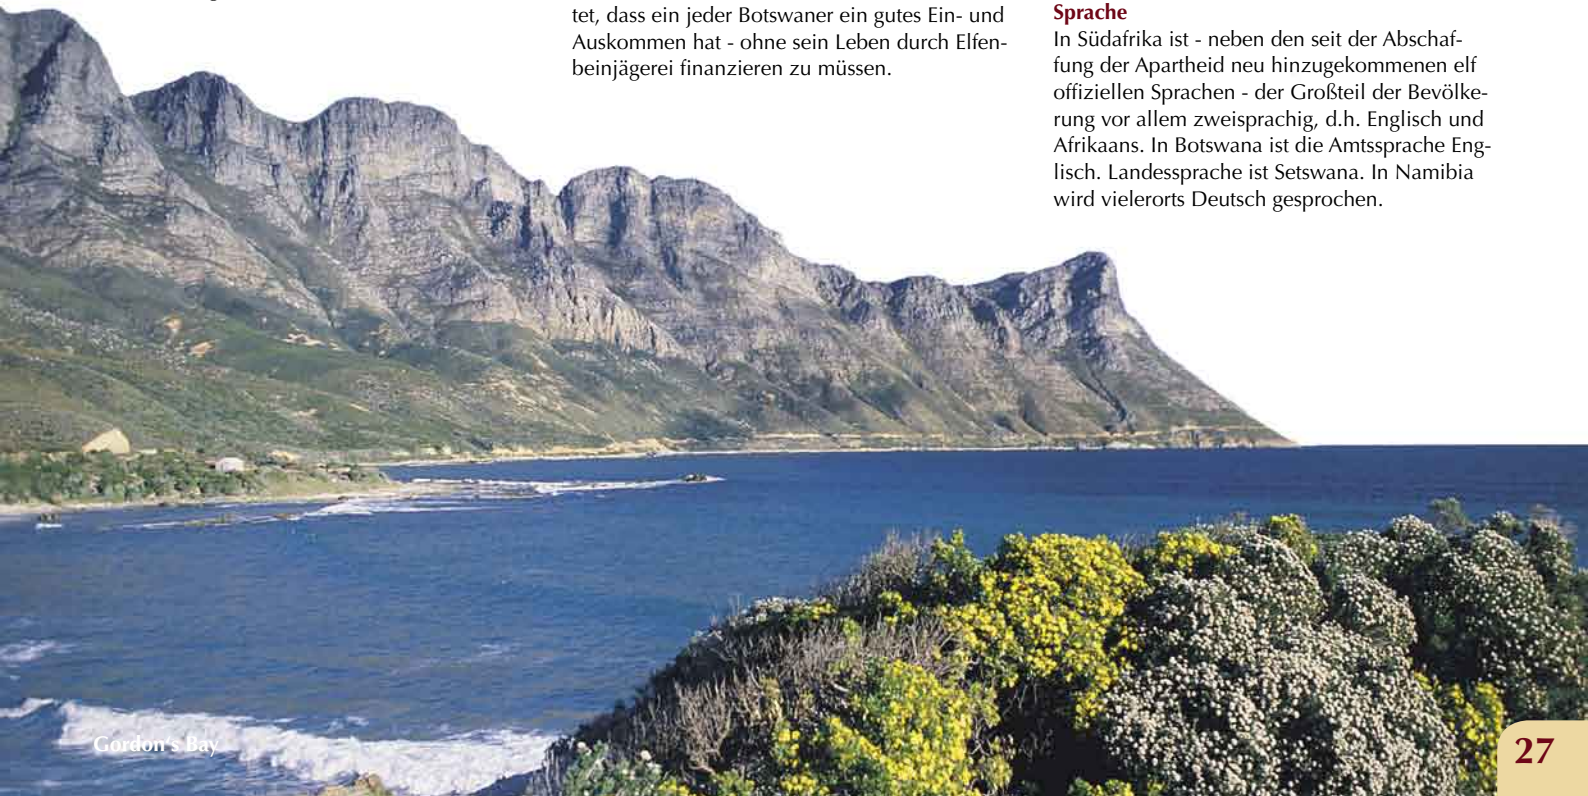 tet, dass ein jeder Botswaner ein gutes Ein- und
Auskommen hat - ohne sein Leben durch Elfen-
beinjägerei finanzieren zu müssen.
Sprache
In Südafrika ist - neben den seit der Abschaf-
fung der Apartheid neu hinzugekommenen elf
offiziellen Sprachen - der Großteil der Bevölke-
rung vor allem zweisprachig, d.h. Englisch und
Afrikaans. In Botswana ist die Amtssprache Eng-
lisch. Landessprache ist Setswana. In Namibia
wird vielerorts Deutsch gesprochen.
Gordon's Bay
27